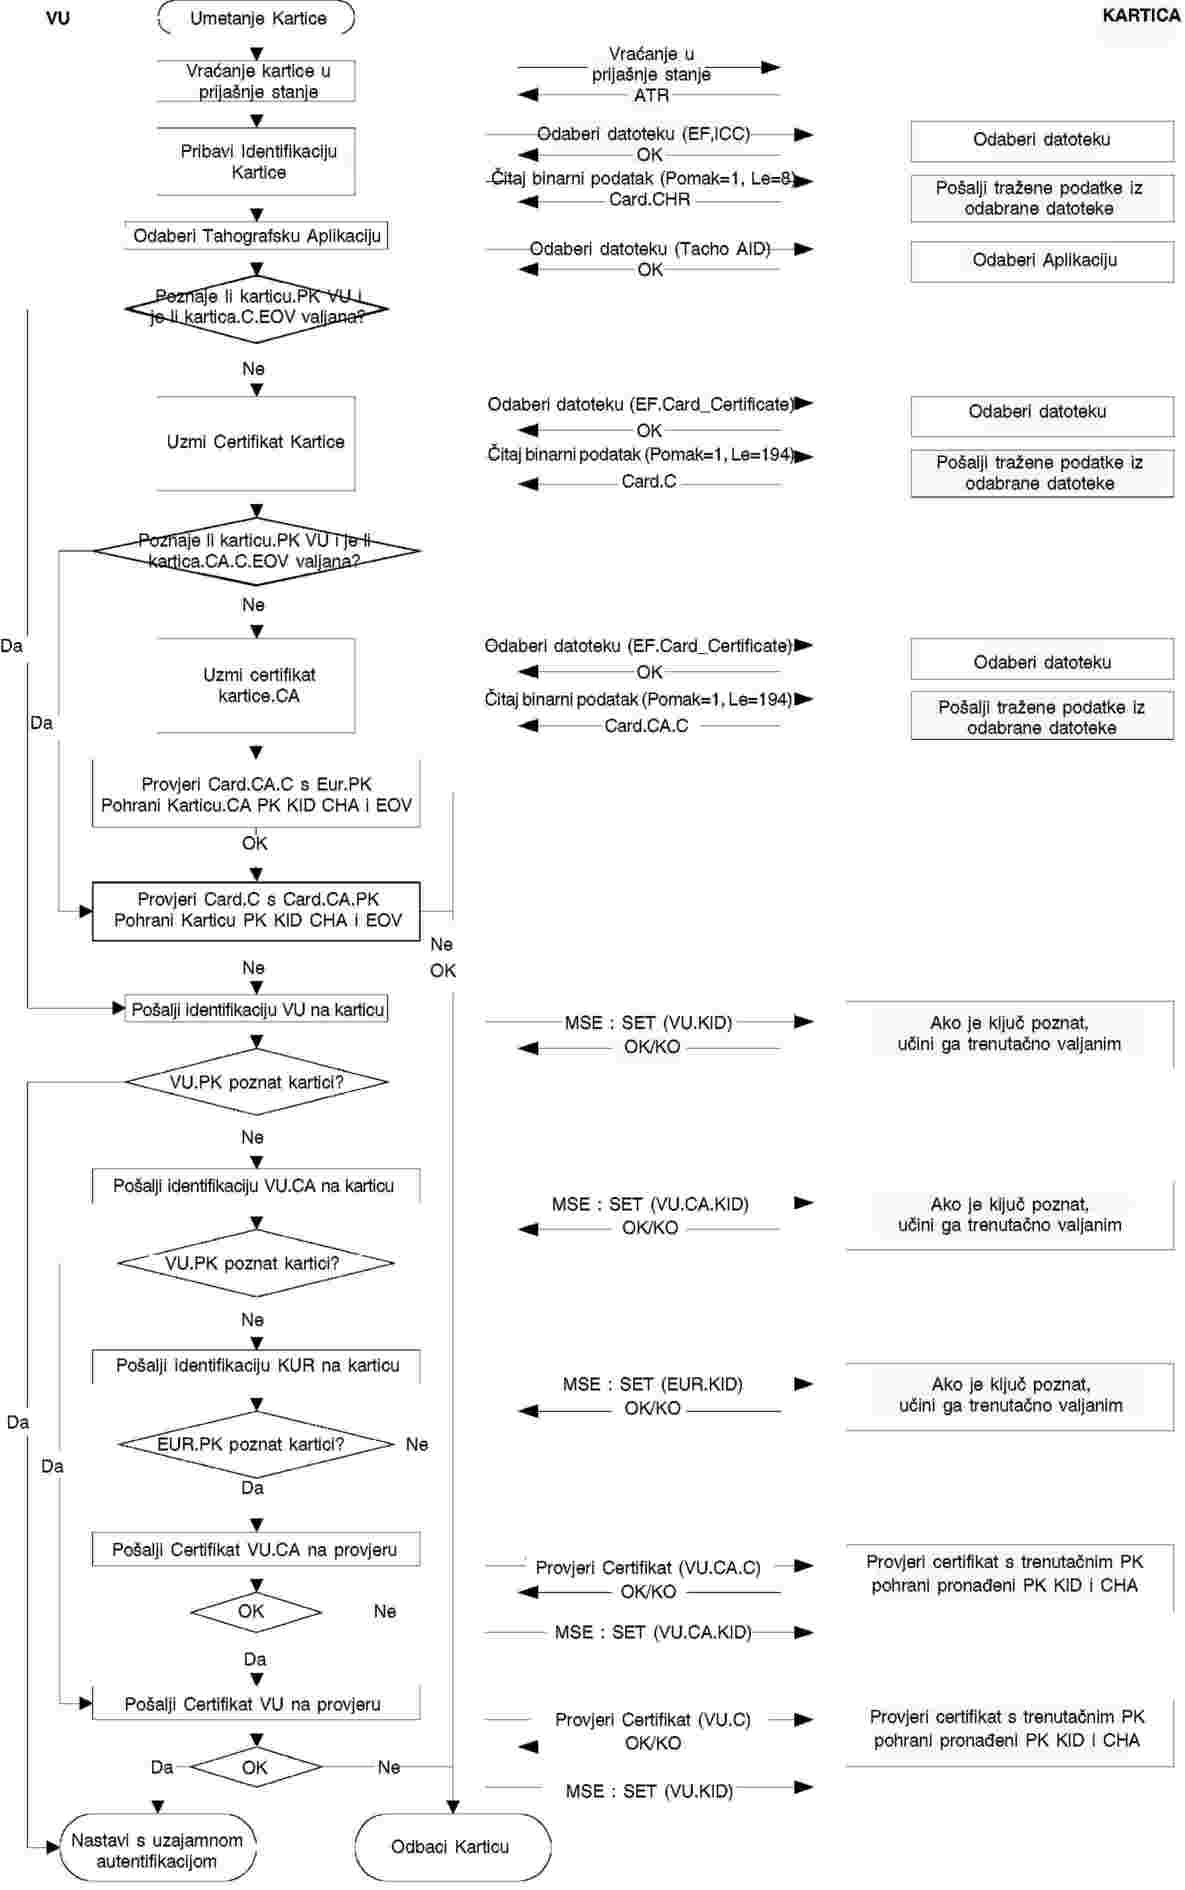 VU
Umetanje Kartice
KARTICA
Vraćanje kartice u
prijašnje stanje
Vraćanje u
prijašnje stanje
ATR
Pribavi Identifikaciju
Kartice
Odaberi datoteku (EF,ICC)
OK
Čitaj binarni podatak (Pomak=1, Le=8)
Card.CHR
Odaberi datoteku
Pošalji tražene podatke iz
odabrane datoteke
Odaberi Tahografsku Aplikaciju
Odaberi datoteku (Tacho AID)
OK
Odaberi Aplikaciju
Poznaje li karticu.PK VU i
je li kartica.C.EOV valjana?
Ne
Uzmi Certifikat Kartice
Odaberi datoteku (EF.Card_Certificate)
OK
Čitaj binarni podatak (Pomak=1, Le=194)
Card.C
Odaberi datoteku
Pošalji tražene podatke iz
odabrane datoteke
Poznaje li karticu.PK VU i je li
kartica.CA.C.EOV valjana?
Ne
Da
Uzmi certifikat
kartice.CA
Odaberi datoteku (EF.Card_Certificate)
OK
Čitaj binarni podatak (Pomak=1, Le=194)
Card.CA.C
Odaberi datoteku
Pošalji tražene podatke iz
odabrane datoteke
Da
Provjeri Card.CA.C s Eur.PK
Pohrani Karticu.CA PK KID CHA i EOV
OK
Provjeri Card.C s Card.CA.PK
Pohrani Karticu PK KID CHA i EOV
Ne
OK
Ne
Pošalji identifikaciju VU na karticu
MSE : SET (VU.KID)
OK/KO
Ako je ključ poznat,
učini ga trenutačno valjanim
VU.PK poznat kartici?
Ne
Pošalji identifikaciju VU.CA na karticu
MSE : SET (VU.CA.KID)
OK/KO
Ako je ključ poznat,
učini ga trenutačno valjanim
VU.PK poznat kartici?
Ne
Pošalji identifikaciju KUR na karticu
MSE : SET (EUR.KID)
OK/KO
Ako je ključ poznat,
učini ga trenutačno valjanim
Da
EUR.PK poznat kartici?
Ne
Da
Da
Pošalji Certifikat VU.CA na provjeru
Provjeri Certifikat (VU.CA.C)
OK/KO
Provjeri certifikat s trenutačnim PK
pohrani pronađeni PK KID i CHA
OK
Ne
MSE : SET (VU.CA.KID)
Da
Pošalji Certifikat VU na provjeru
Provjeri Certifikat (VU.C)
OK/KO
Provjeri certifikat s trenutačnim PK
pohrani pronađeni PK KID i CHA
Da
OK
Ne
MSE : SET (VU.KID)
Nastavi s uzajamnom
autentifikacijom
Odbaci Karticu